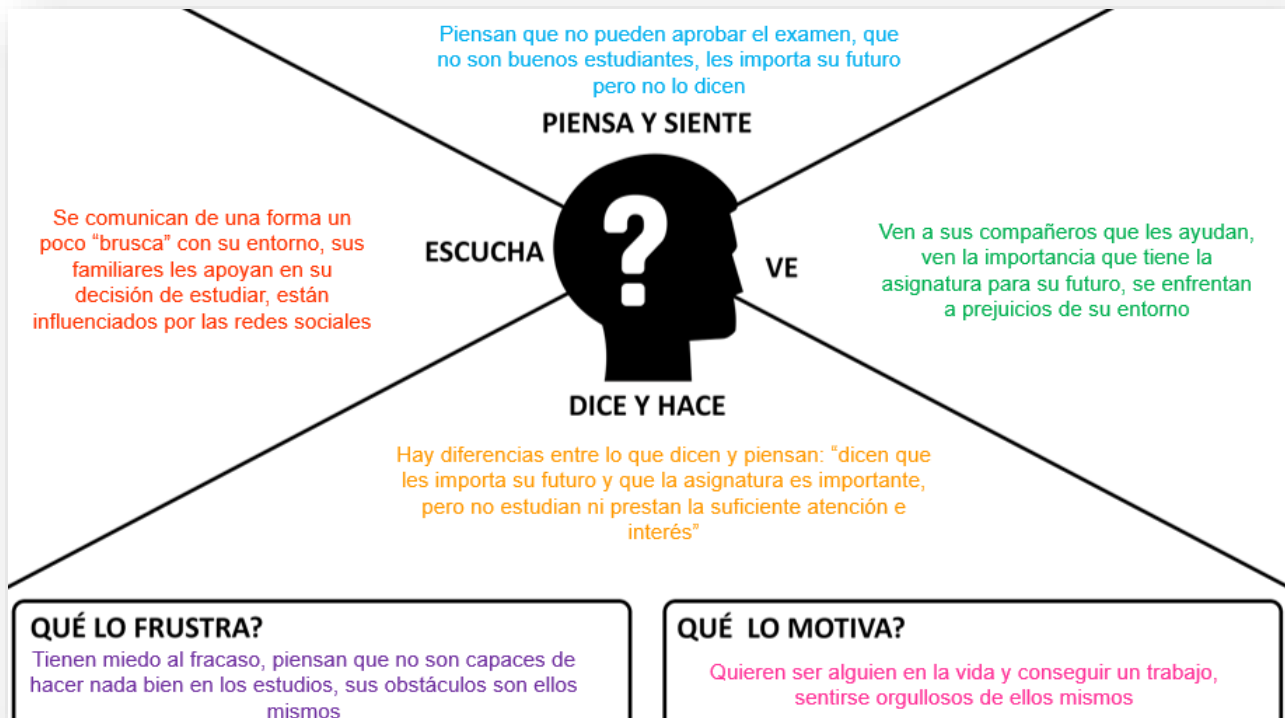 Piensan que no pueden aprobar el examen, que
no son buenos estudiantes, les importa su futuro
pero no lo dicen
PIENSA Y SIENTE
Se comunican de una forma un
poco “brusca” con su entorno, sus
familiares les apoyan en su
decisión de estudiar, están
influenciados por las redes sociales
ESCUCHA
?
VE
Ven a sus compañeros que les ayudan,
ven la importancia que tiene la
asignatura para su futuro, se enfrentan
a prejuicios de su entorno
DICE Y HACE
Hay diferencias entre lo que dicen y piensan: “dicen que
les importa su futuro y que la asignatura es importante,
pero no estudian ni prestan la suficiente atención e
interés”
QUÉ LO FRUSTRA?
Tienen miedo al fracaso, piensan que no son capaces de
hacer nada bien en los estudios, sus obstáculos son ellos
mismos
QUÉ LO MOTIVA?
Quieren ser alguien en la vida y conseguir un trabajo,
sentirse orgullosos de ellos mismos